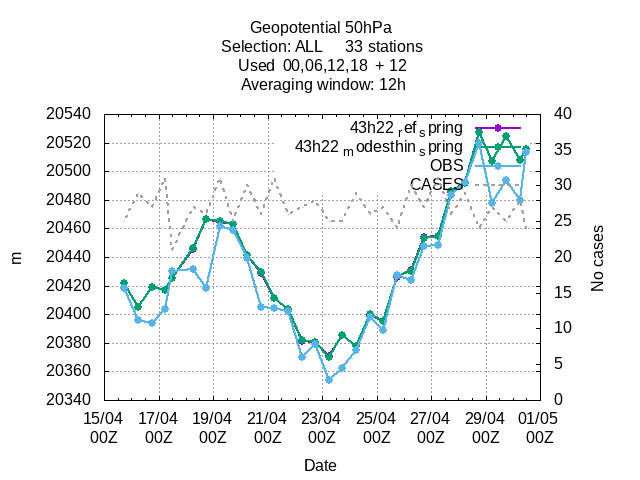 Geopotential 50hPa
Selection: ALL 33 stations
Used 00,06,12,18 + 12
Averaging window: 12h
20540
20520
20500
20480
20460
20440
20420
20400
20380
20360
20340
m
43h22 ref spring
43h22 modesthin spring
OBS
CASES
40
35
30
25
20
15
10
5
0
No cases
15/04 17/04 19/04 21/04 23/04 25/04 27/04 29/04 01/05
00Z 00Z 00Z 00Z 00Z 00Z 00Z 00Z 00Z
Date